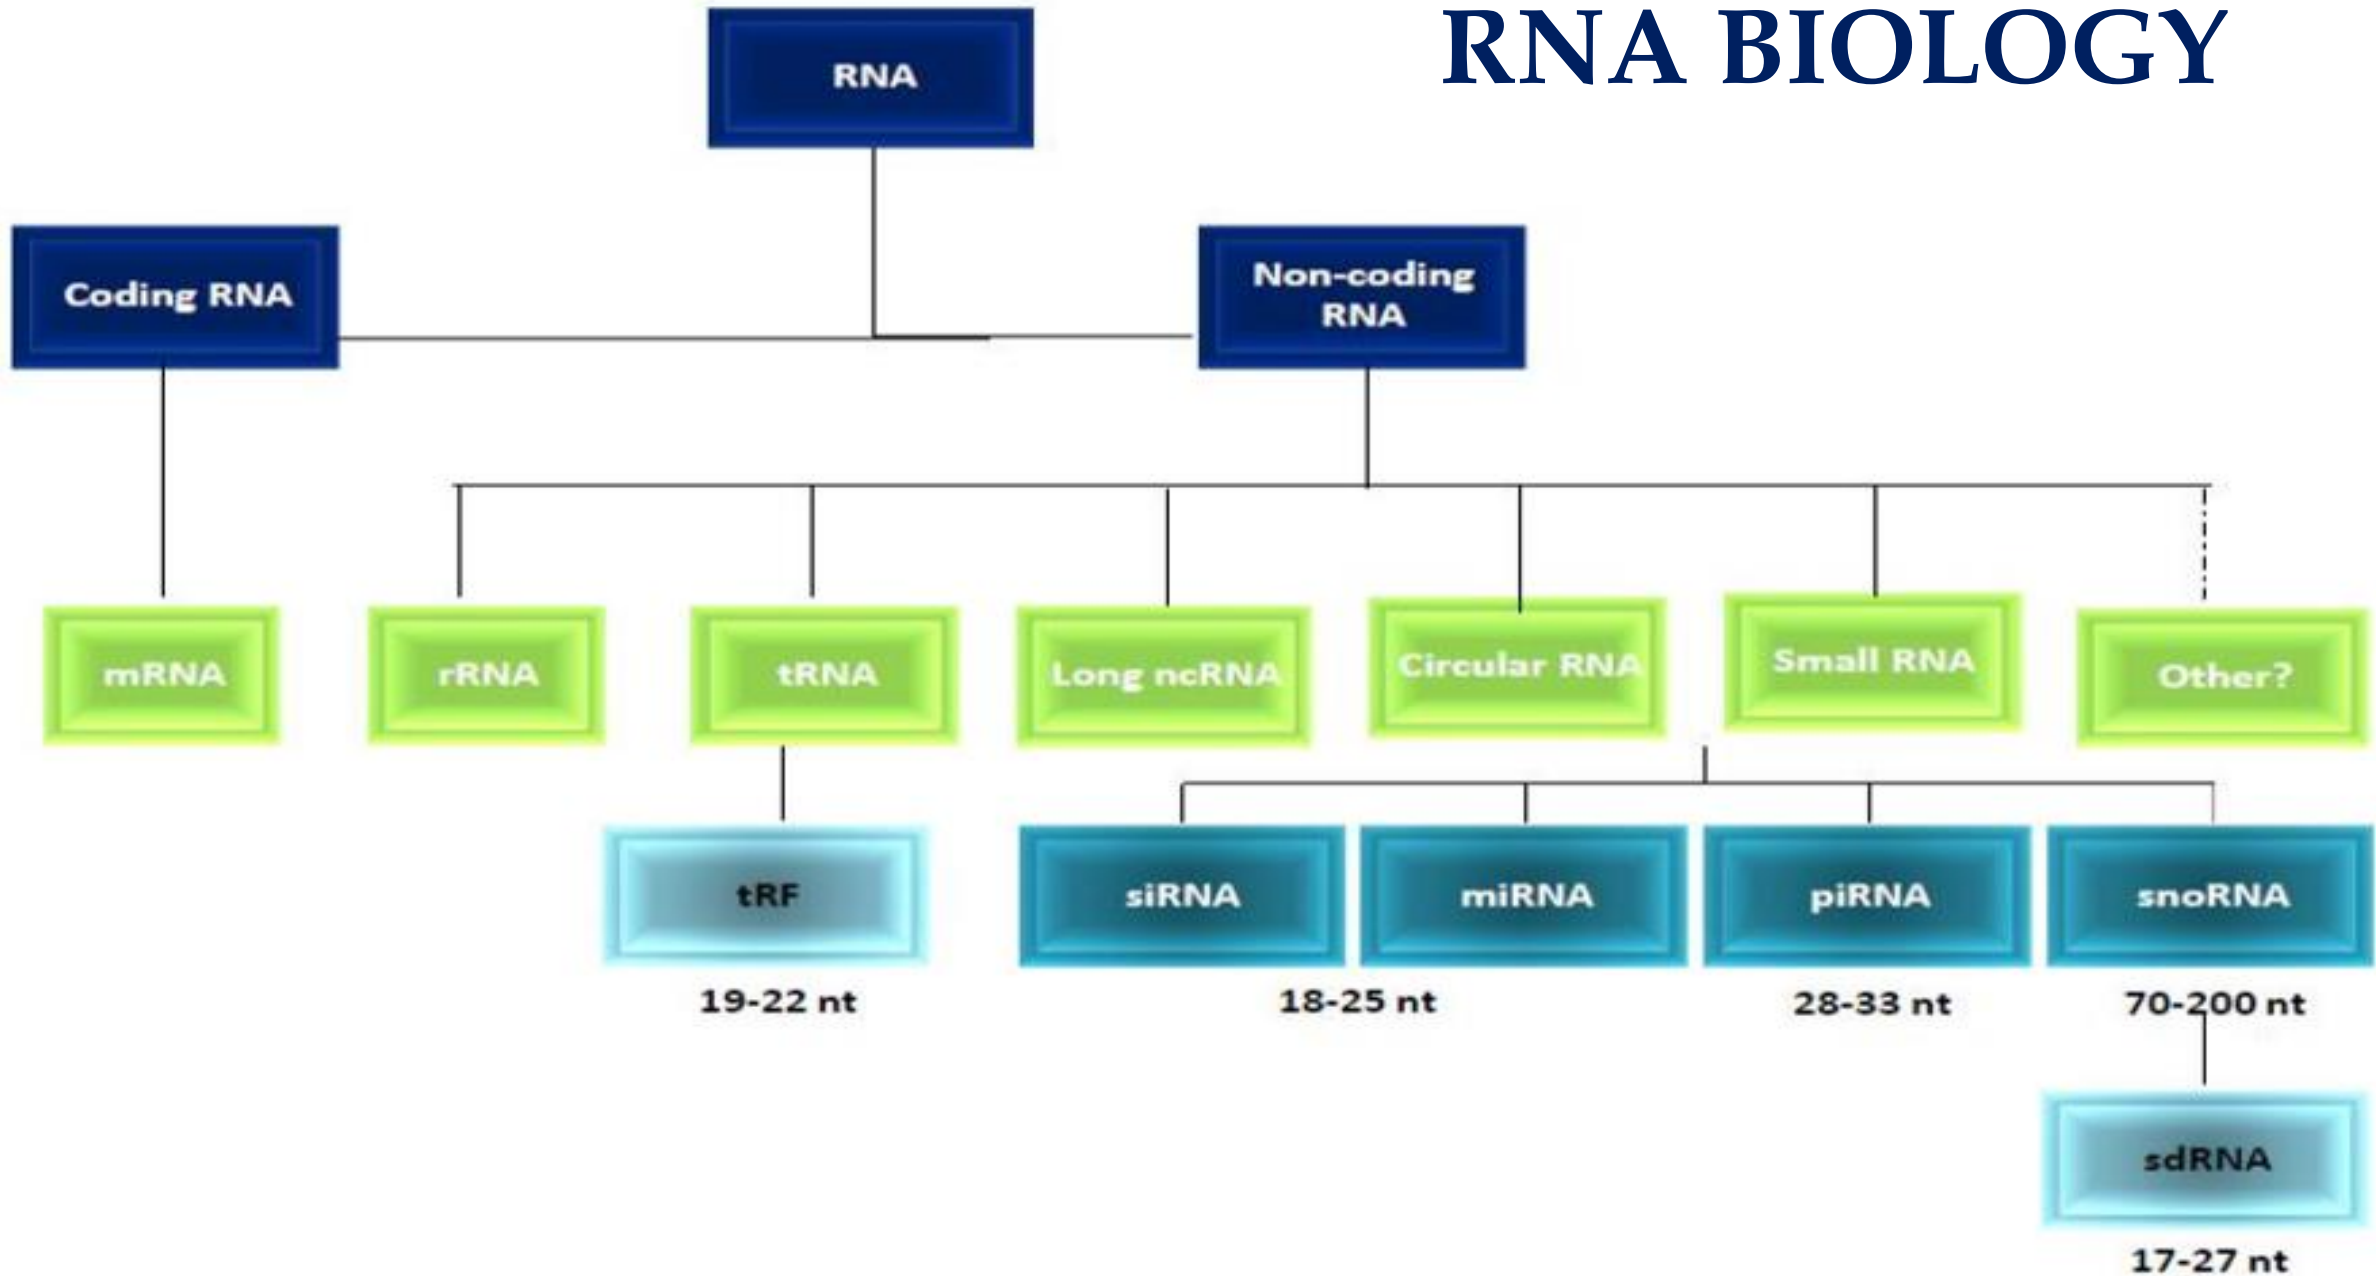 RNA BIOLOGY
RNA
Coding RNA
Non-coding
RNA
mRNA
rRNA
tRNA
Long ncRNA
Circular RNA
Small RNA
Other?
tRF
siRNA
miRNA
piRNA
snoRNA
19-22 nt
18-25 nt
28-33 nt
70-200 nt
sdRNA
17-27 nt